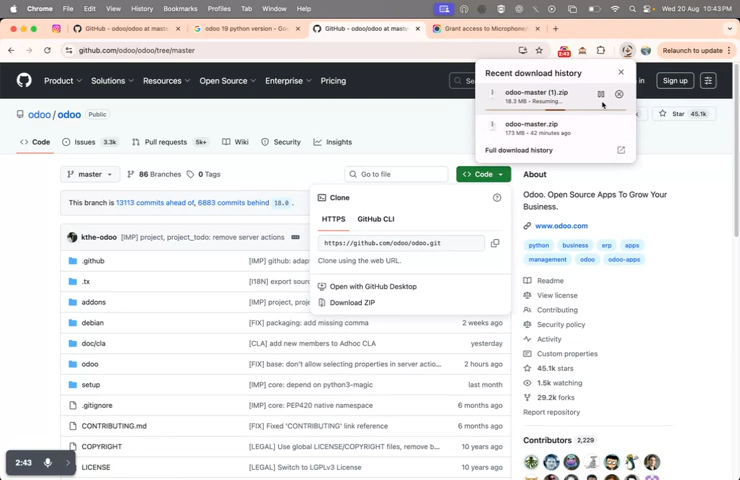 Chrome File Edit View History Bookmarks Profiles Tab Window Help Wed 20 Aug 10:43 PM
GitHub - odoo/odoo at mast
odoo 19 python version - Goo
GitHub - odoo/odoo at master
Grant access to Microphone/
github.com/odoo/odoo/tree/master
2:43
Relaunch to update
Product Solutions Resources Open Source Enterprise Pricing
Sign up
Recent download history
odoo-master (1).zip
18.3 MB - Resuming...
odoo-master.zip
173 MB - 42 minutes ago
Full download history
odoo / odoo Public
Star 45.1k
Code Issues 3.3k Pull requests 5k+ Wiki Security Insights
master 86 Branches 0 Tags Go to file Code
This branch is 13113 commits ahead of, 6883 commits behind 18.0 .
Clone
HTTPS GitHub CLI
https://github.com/odoo/odoo.git
Clone using the web URL.
Open with GitHub Desktop
Download ZIP
kthe-odoo [IMP] project, project_todo: remove server actions
.github [IMP] github: adap
.tx [I18N] export sourc
addons [IMP] project, proj
debian [FIX] packaging: add missing comma 2 weeks ago
doc/cla [CLA] add new members to Adhoc CLA yesterday
odoo [FIX] base: don't allow selecting properties in server actio... 2 hours ago
setup [IMP] core: depend on python3-magic last month
.gitignore [IMP] core: PEP420 native namespace 6 months ago
CONTRIBUTING.md [FIX] Fixed 'CONTRIBUTING' link reference 6 months ago
COPYRIGHT [LEGAL] Use global LICENSE/COPYRIGHT files, remove b... 10 years ago
LICENSE [LEGAL] Switch to LGPLv3 License 10 years ago
About
Odoo. Open Source Apps To Grow Your
Business.
www.odoo.com
python business erp apps
management odoo odoo-apps
Readme
View license
Contributing
Security policy
Activity
Custom properties
45.1k stars
1.5k watching
29.2k forks
Report repository
Contributors 2,229
2:43